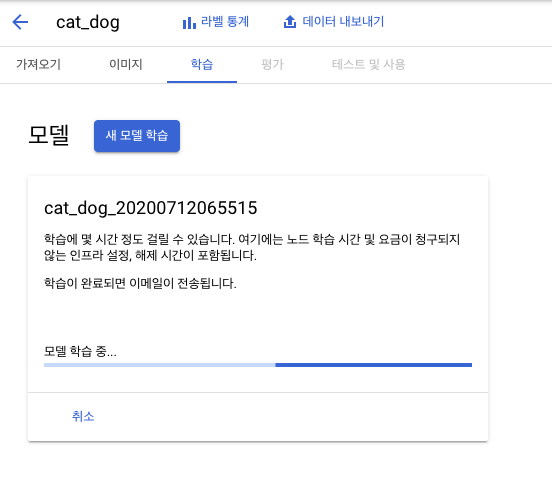 cat_dog 라벨 통계 데이터 내보내기
가져오기 이미지 학습 평가 테스트 및 사용
모델 새 모델 학습
cat_dog_20200712065515
학습에 몇 시간 정도 걸릴 수 있습니다. 여기에는 노드 학습 시간 및 요금이 청구되지
않는 인프라 설정, 해제 시간이 포함됩니다.
학습이 완료되면 이메일이 전송됩니다.
모델 학습 중...
취소